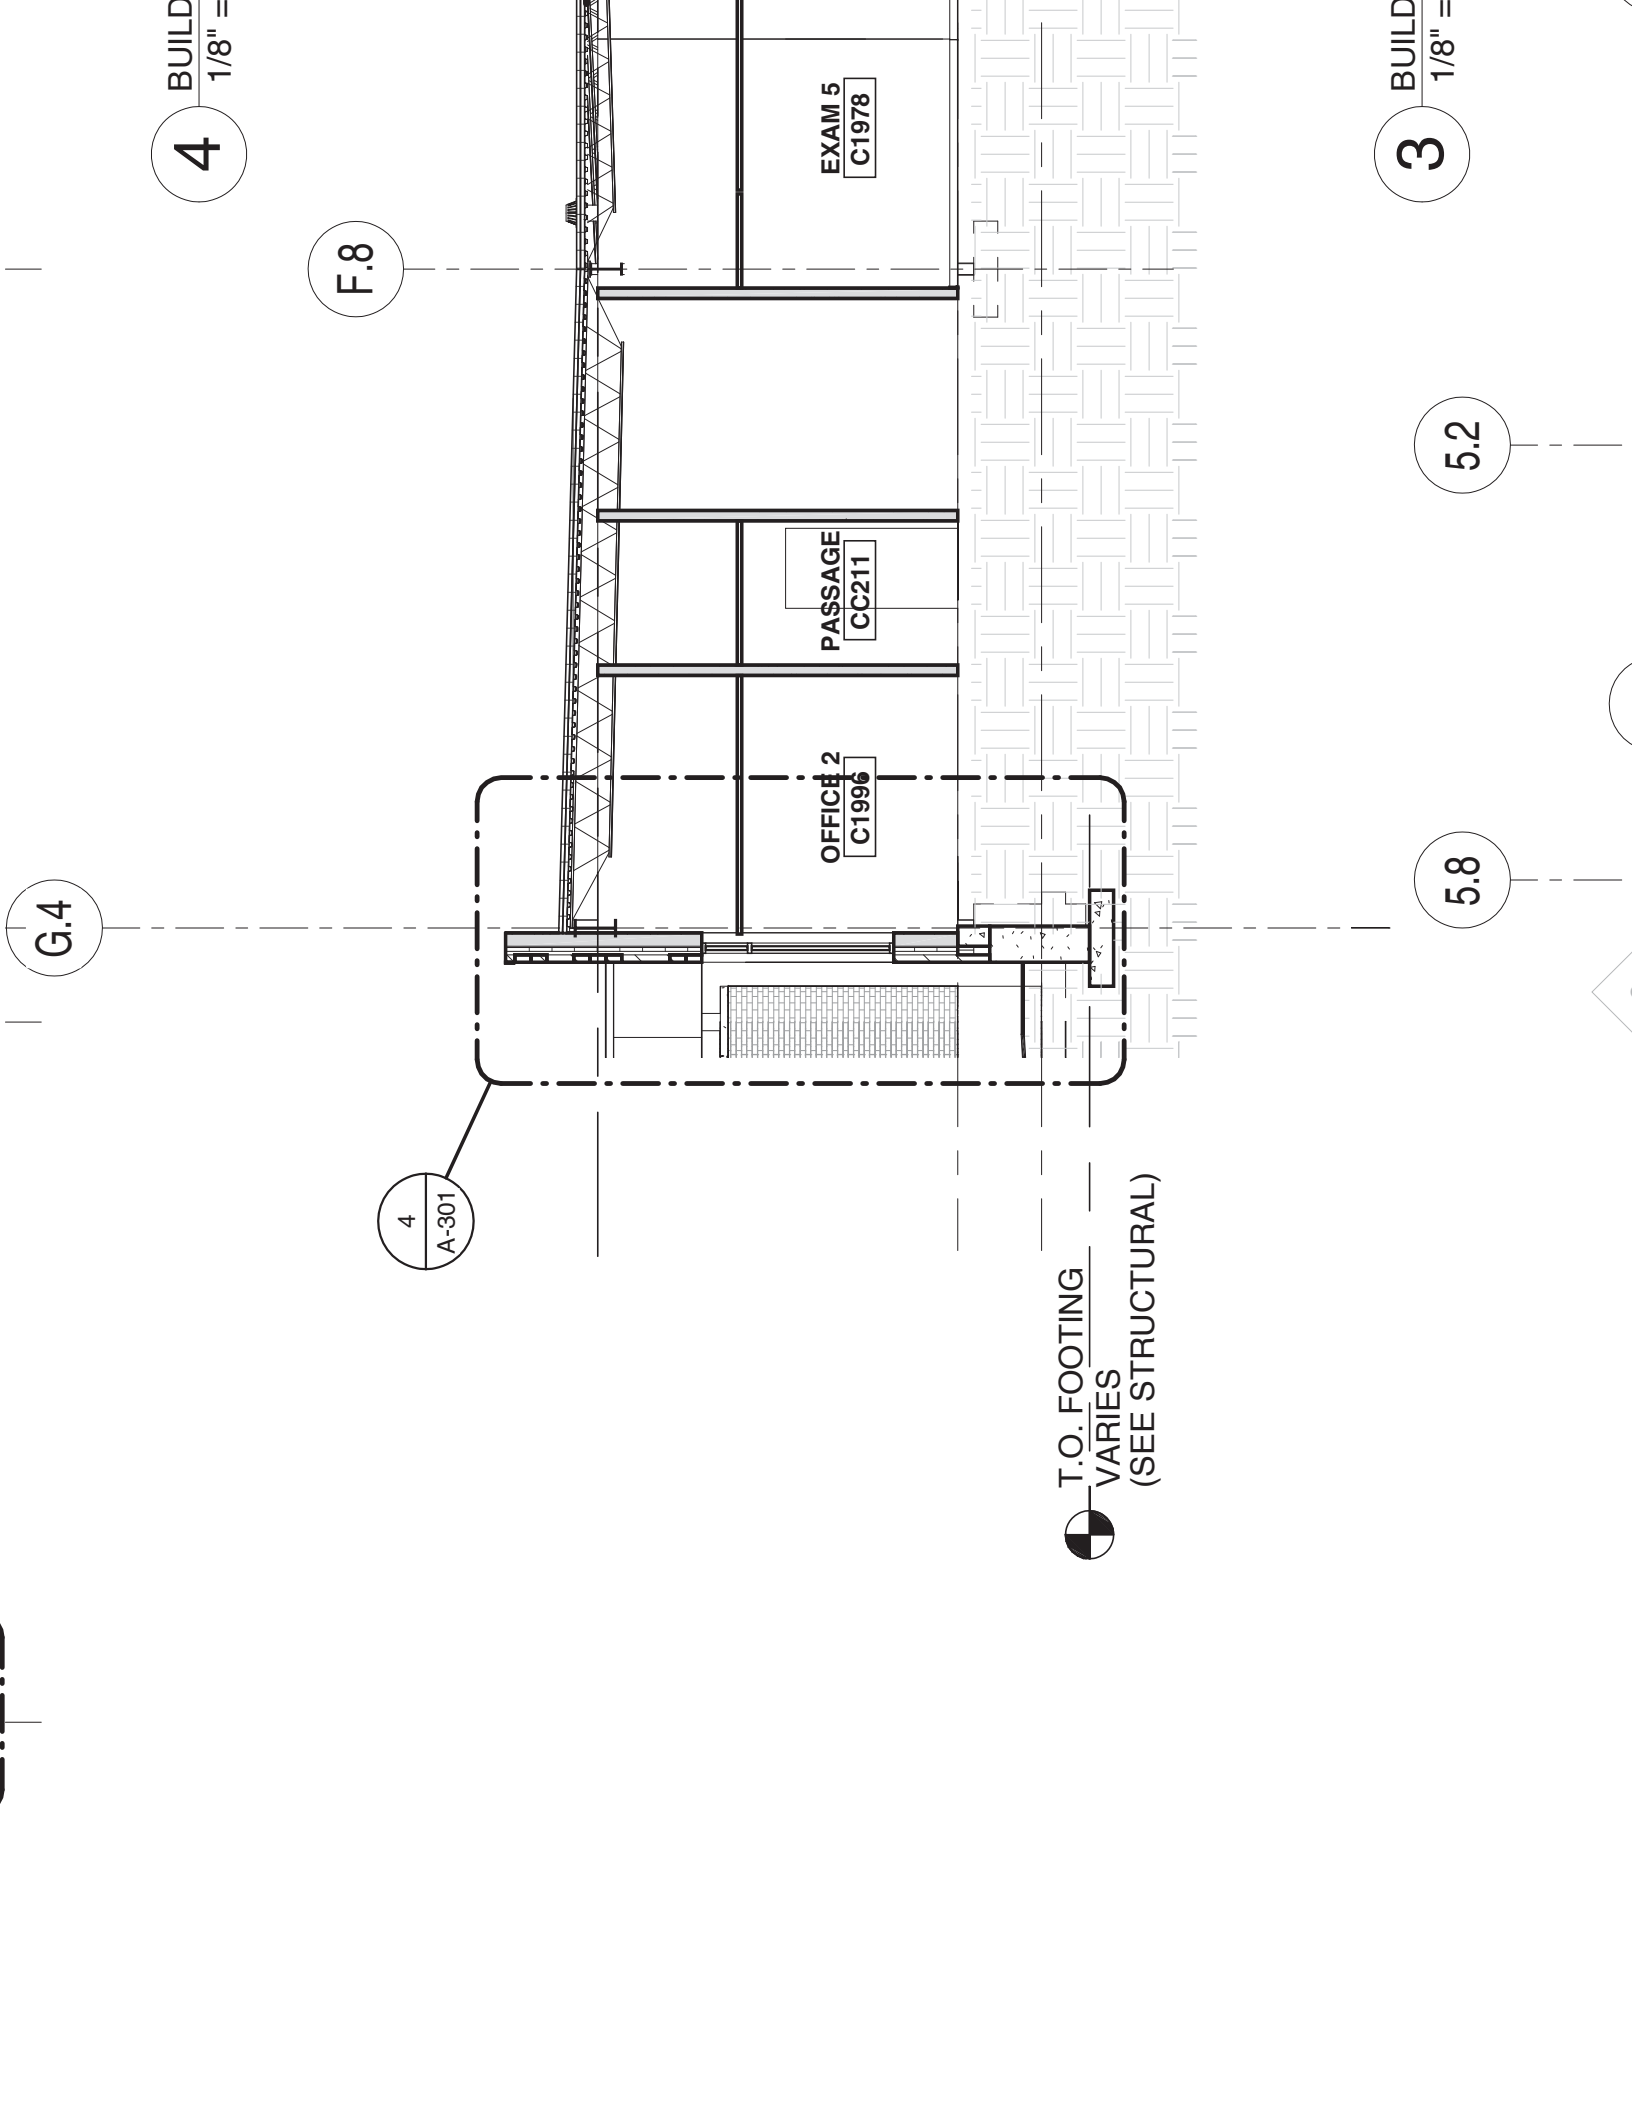 G.4
F.8
4
BUILD
1/8" =
4
A-301
OFFICE 2
C1996
PASSAGE
CC211
EXAM 5
C1978
T.O. FOOTING
VARIES
(SEE STRUCTURAL)
3
BUILD
1/8" =
5.8
5.2